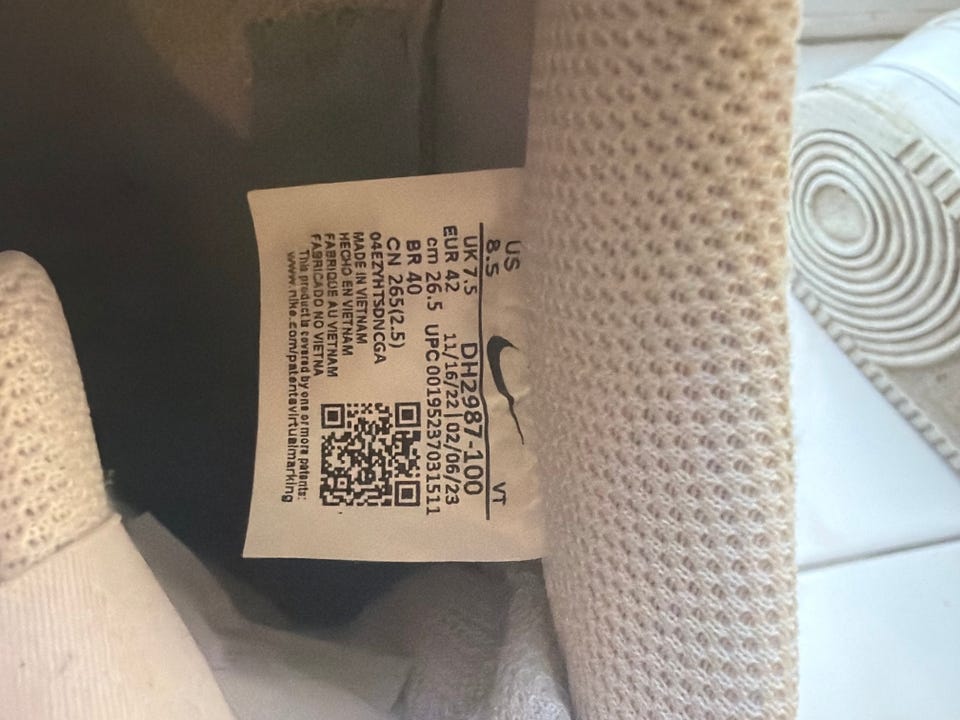 US
8.5
VT
UK 7.5 DH2987-100
EUR 42 11/16/22 | 02/06/23
cm 26.5 UPC 00195237031511
BR 40
CN 265(2.5)
04EZYHTSDNCGA
MADE IN VIETNAM
HECHO EN VIETNAM
FABRIQUE AU VIETNAM
FABRICADO NO VIETNA
This product is covered by one or more patents:
www.nike.com/patentsvirtualmarking